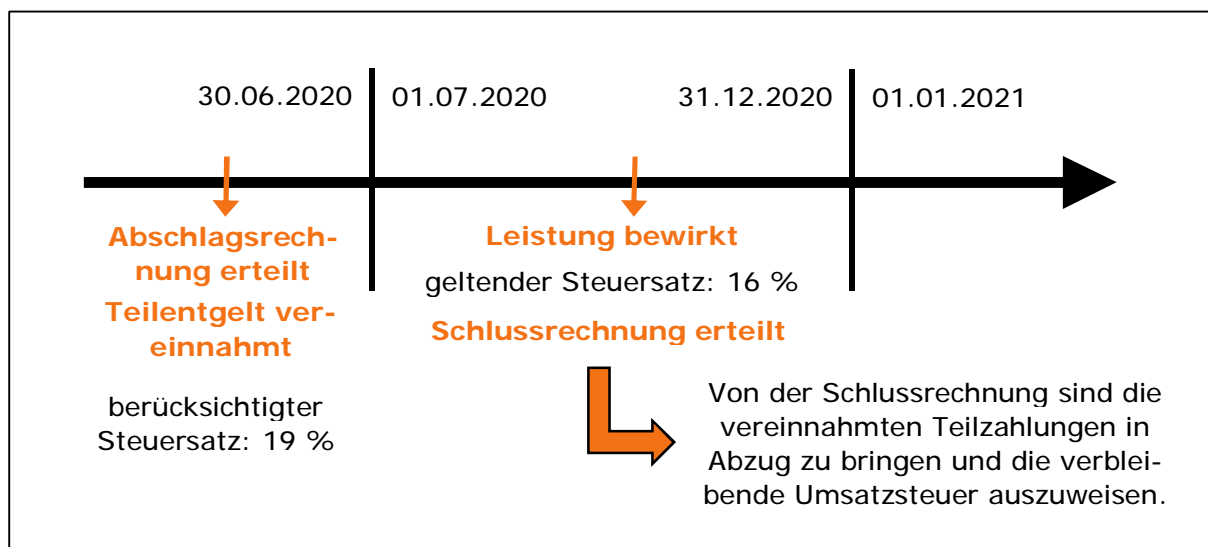 30.06.2020
01.07.2020
31.12.2020
01.01.2021
Abschlagsrech-
nung erteilt
Teilentgelt ver-
einnahmt
berücksichtigter
Steuersatz: 19 %
Leistung bewirkt
geltender Steuersatz: 16 %
Schlussrechnung erteilt
Von der Schlussrechnung sind die
vereinnahmten Teilzahlungen in
Abzug zu bringen und die verblei-
bende Umsatzsteuer auszuweisen.